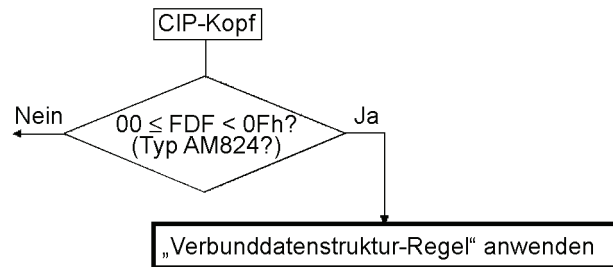 CIP-Kopf
Nein
00 ≤ FDF < 0Fh?
(Typ AM824?)
Ja
„Verbunddatenstruktur-Regel“ anwenden